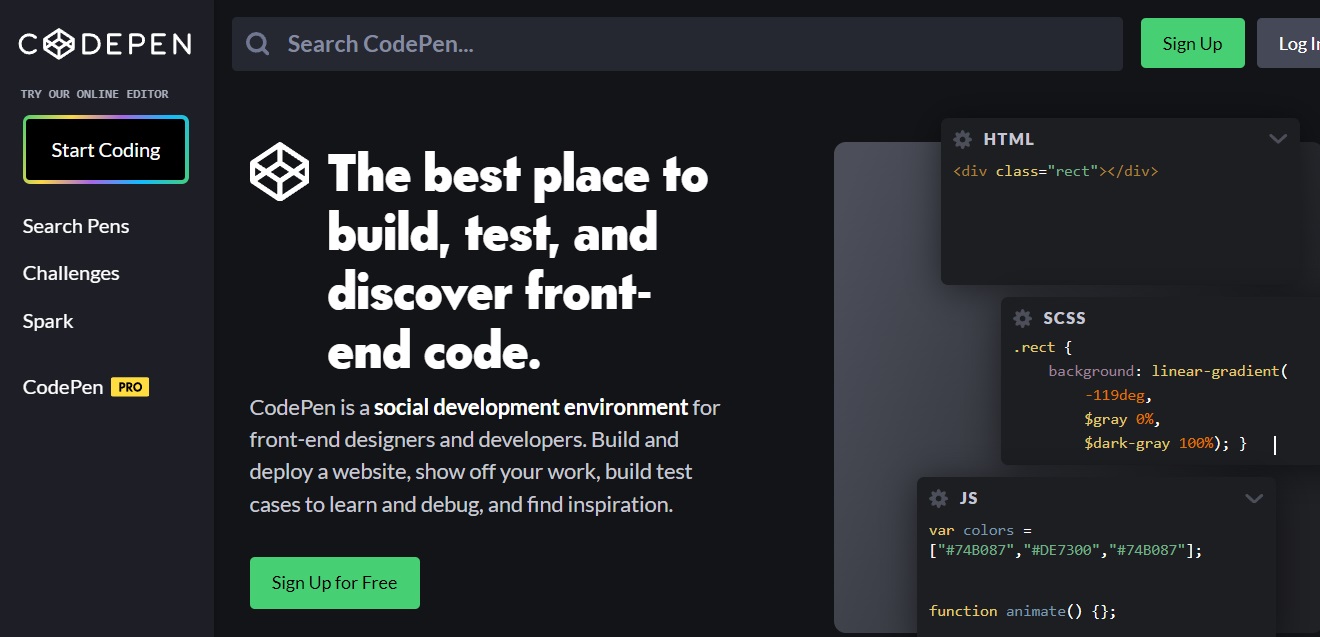 CODEPEN
TRY OUR ONLINE EDITOR
Start Coding
Search Pens
Challenges
Spark
CodePen PRO
Search CodePen...
Sign Up
Log In
The best place to
build, test, and
discover front-
end code.
CodePen is a social development environment for
front-end designers and developers. Build and
deploy a website, show off your work, build test
cases to learn and debug, and find inspiration.
Sign Up for Free
HTML
<div class="rect"></div>
SCSS
.rect {
background: linear-gradient(
-119deg,
$gray 0%,
$dark-gray 100%); }
JS
var colors =
["#74B087","#DE7300","#74B087"];
function animate() {};